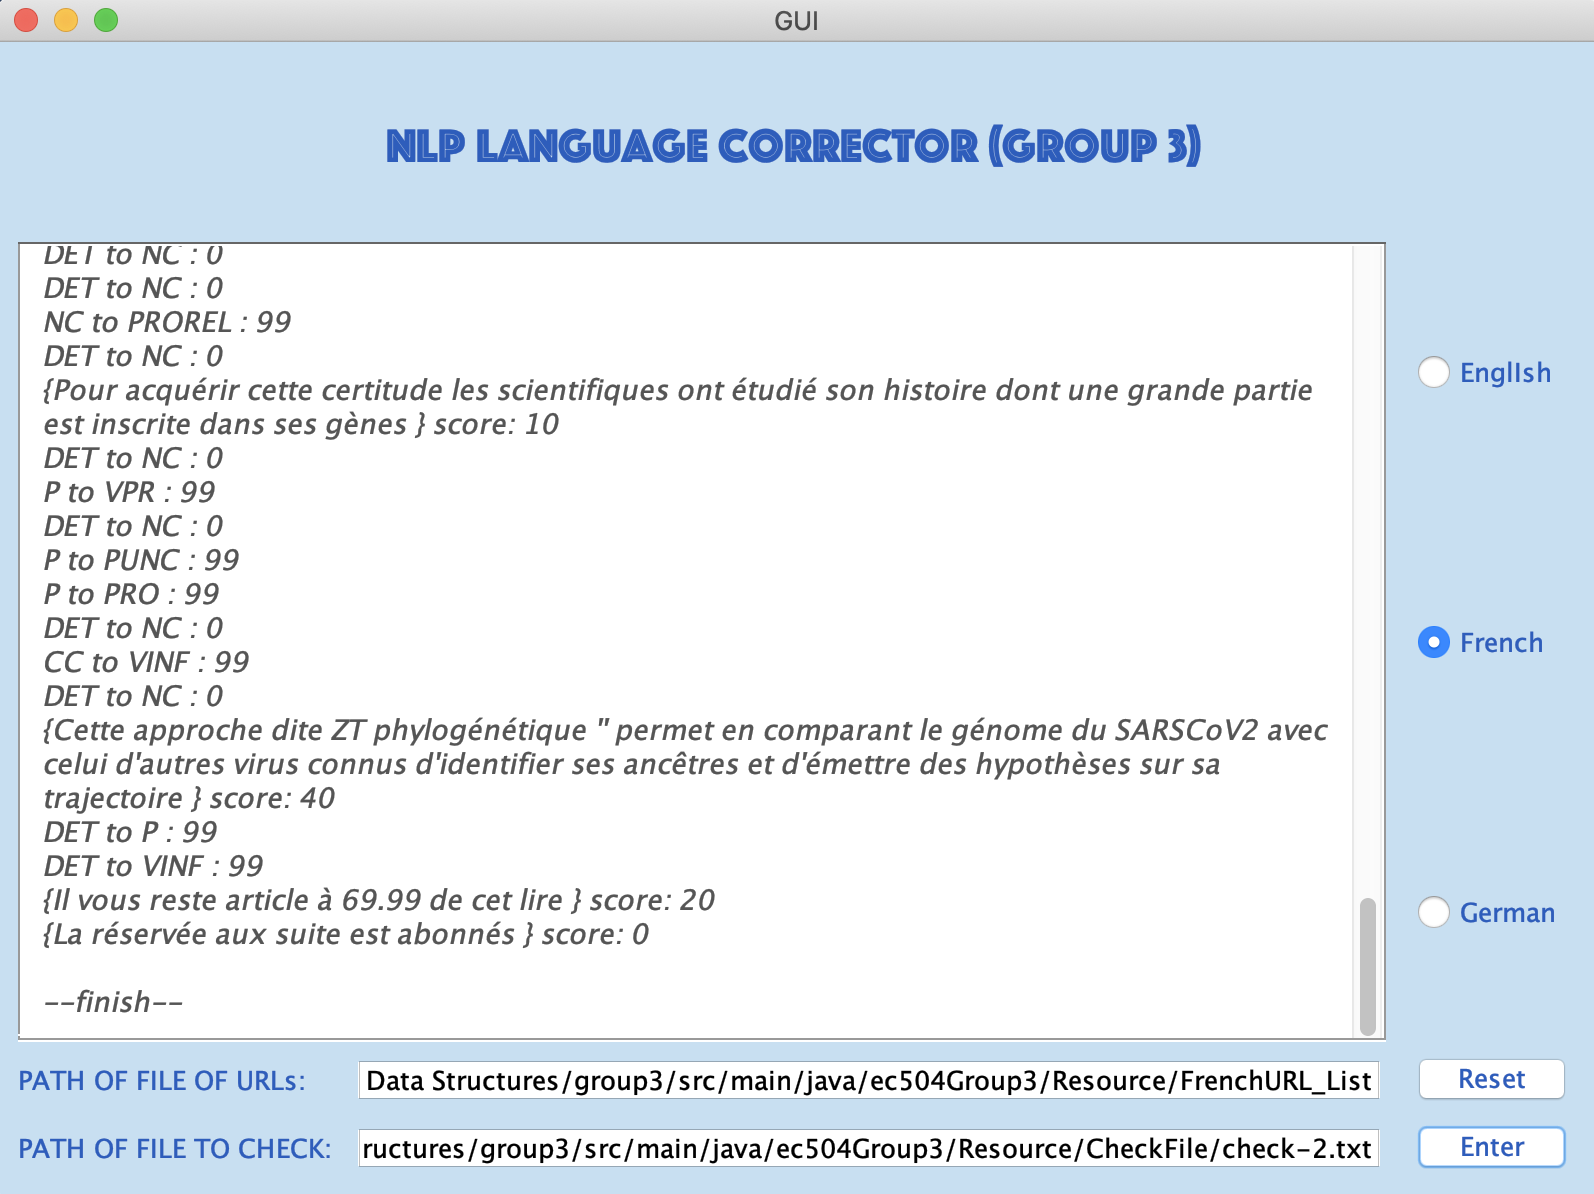 GUI
NLP LANGUAGE CORRECTOR (GROUP 3)
DET to NC : 0
DET to NC : 0
NC to PROREL : 99
DET to NC : 0
{Pour acquérir cette certitude les scientifiques ont étudié son histoire dont une grande partie
est inscrite dans ses gènes } score: 10
DET to NC : 0
P to VPR : 99
DET to NC : 0
P to PUNC : 99
P to PRO : 99
DET to NC : 0
CC to VINF : 99
DET to NC : 0
{Cette approche dite ZT phylogénétique " permet en comparant le génome du SARSCoV2 avec
celui d'autres virus connus d'identifier ses ancêtres et d'émettre des hypothèses sur sa
trajectoire } score: 40
DET to P : 99
DET to VINF : 99
{Il vous reste article à 69.99 de cet lire } score: 20
{La réservée aux suite est abonnés } score: 0
--finish--
EnglIsh
French
German
PATH OF FILE OF URLs:
Data Structures/group3/src/main/java/ec504Group3/Resource/FrenchURL_List
Reset
PATH OF FILE TO CHECK:
ructures/group3/src/main/java/ec504Group3/Resource/CheckFile/check-2.txt
Enter